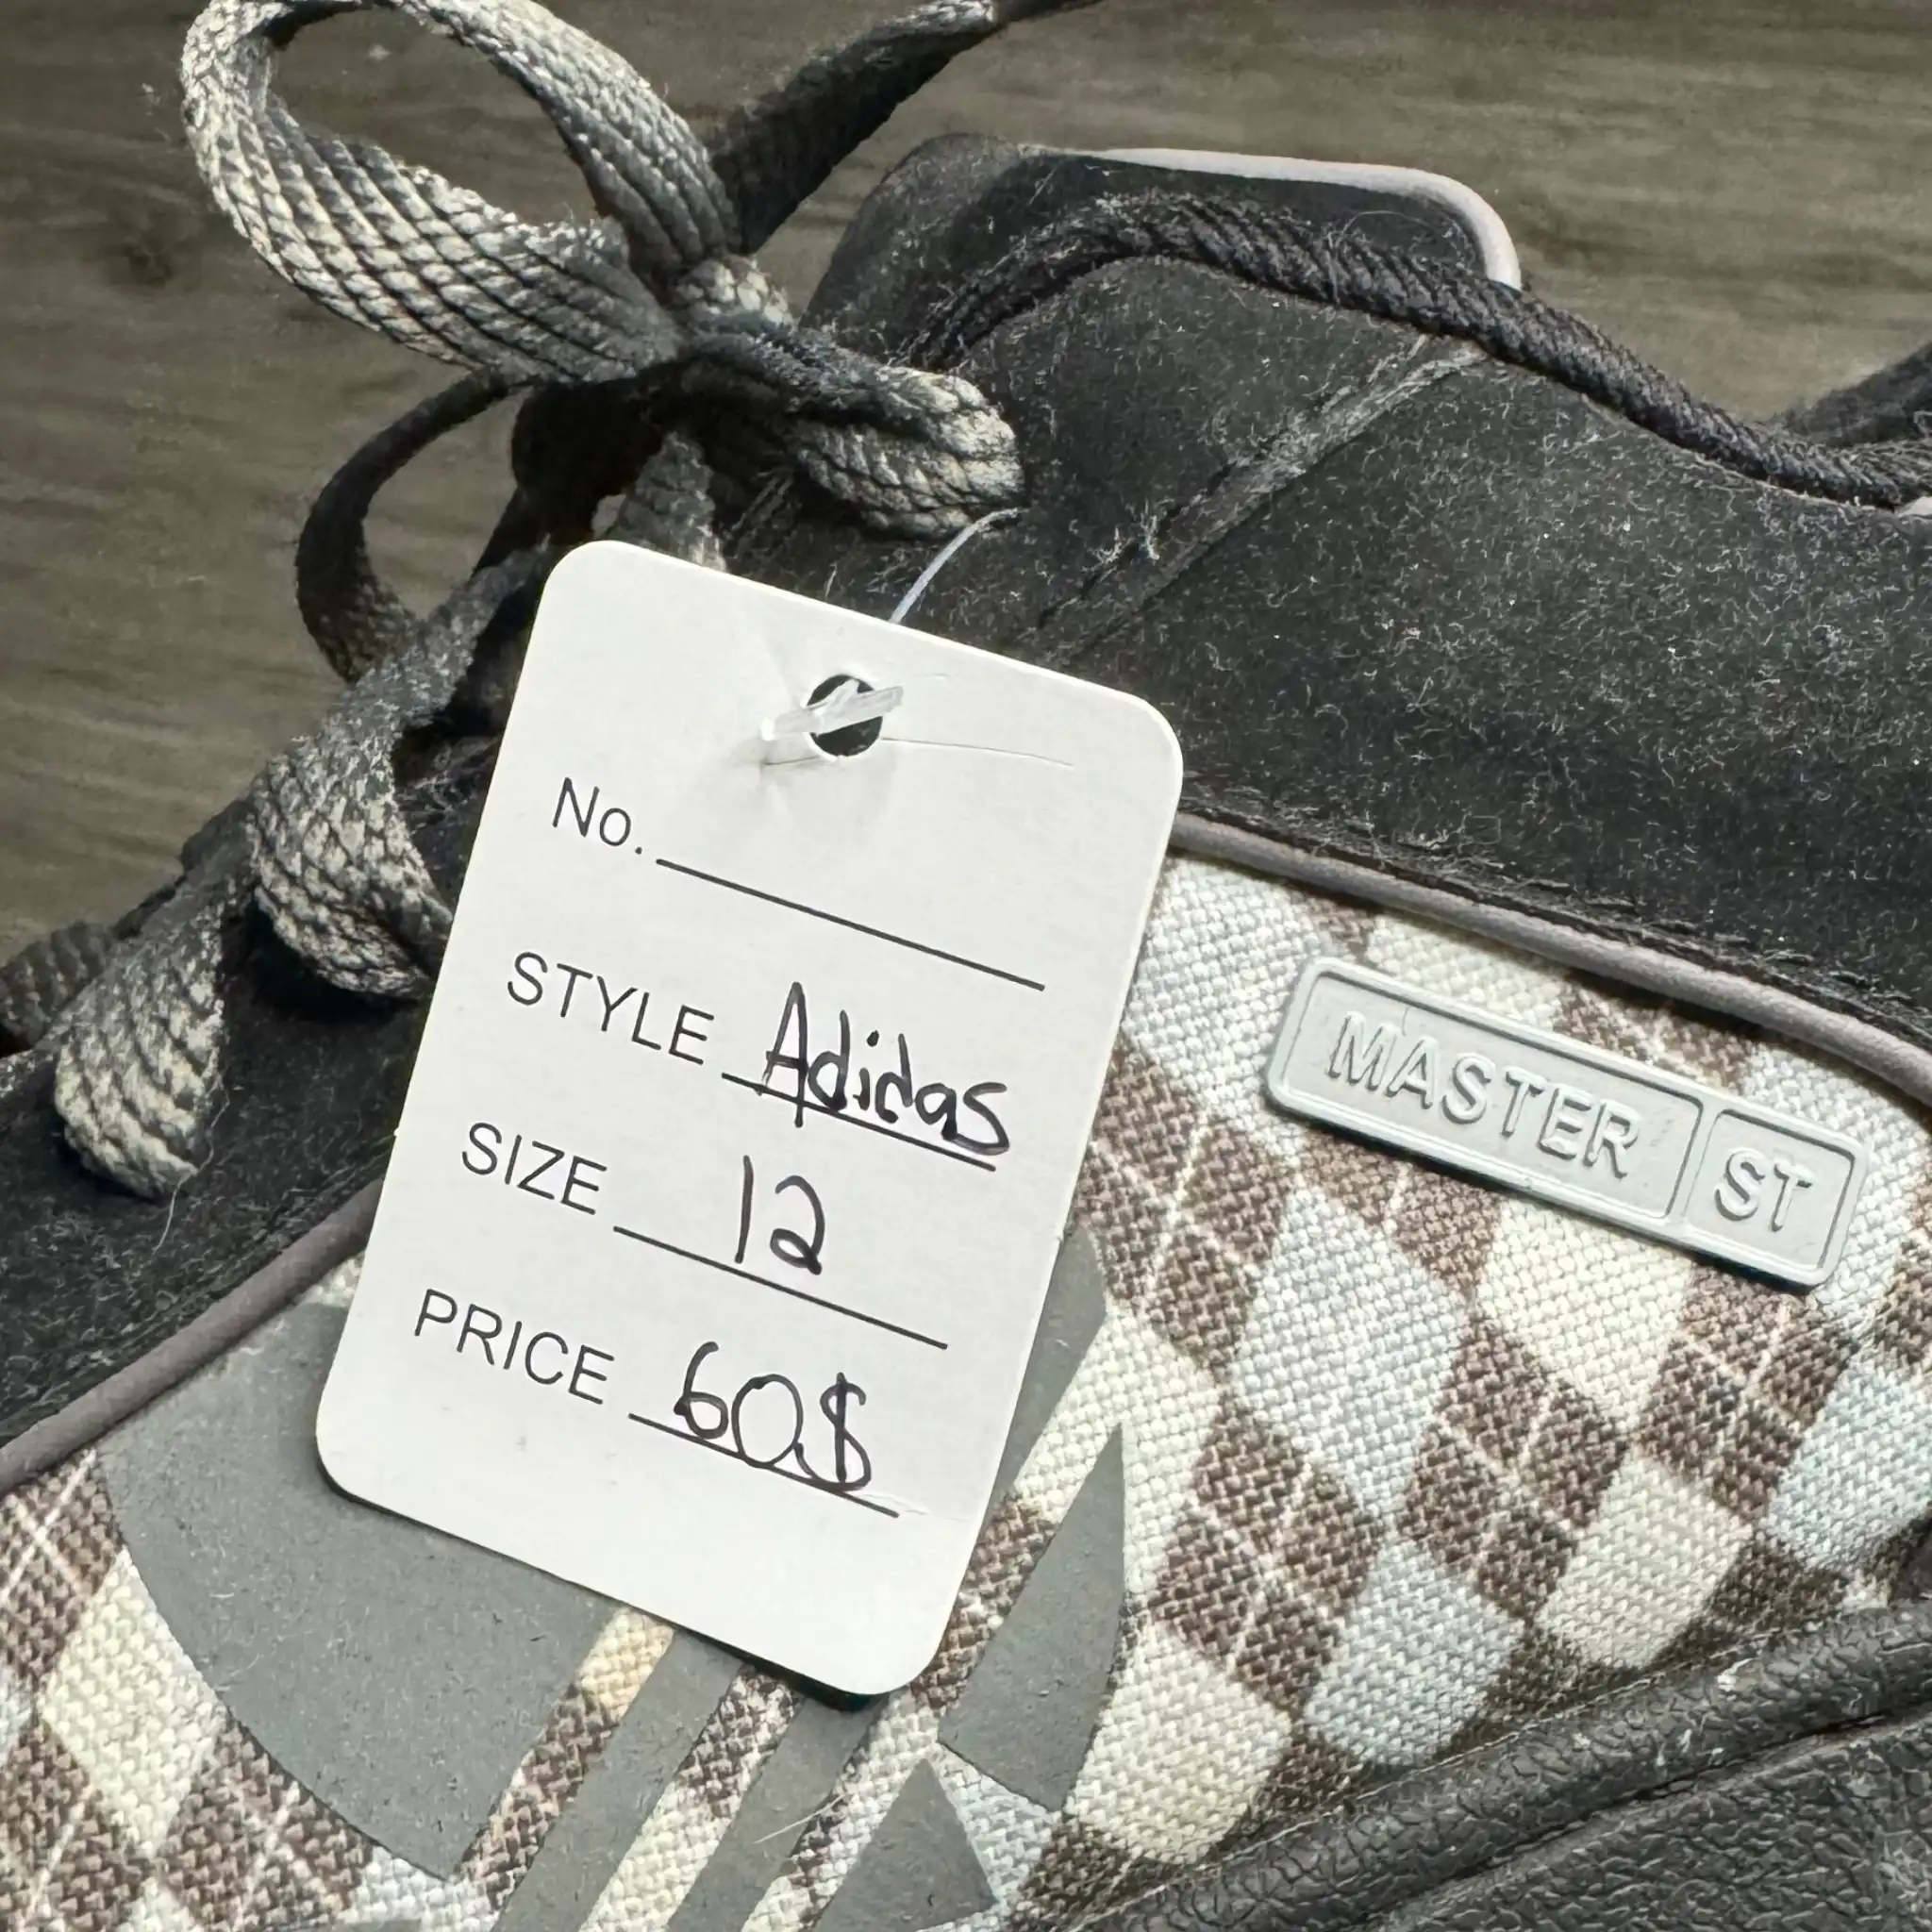 No.
STYLE Adidas
SIZE 12
PRICE 60$
MASTER ST